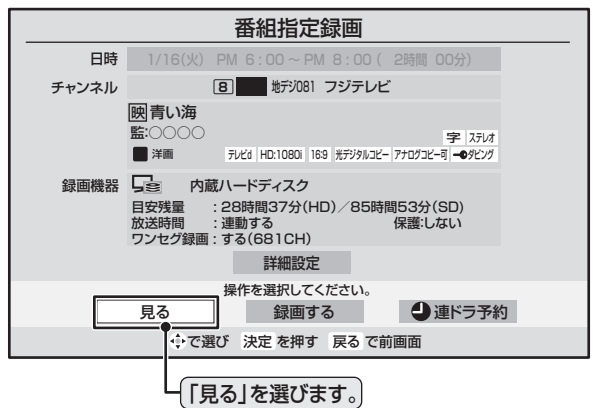 番組指定録画
日時 1/16(火) PM 6:00~PM 8:00( 2時間 00分)
チャンネル 8 地デジ081 フジテレビ
映青い海
監:○○○○
字 ステレオ
洋画 テレビd HD:1080i 16:9 光デジタルコピー アナログコピー可 ダビング
録画機器 内蔵ハードディスク
目安残量 :28時間37分(HD)/85時間53分(SD)
放送時間 :連動する 保護:しない
ワンセグ録画:する(681CH)
詳細設定
操作を選択してください。
見る 録画する 連ドラ予約
で選び 決定 を押す 戻る で前画面
「見る」を選びます。